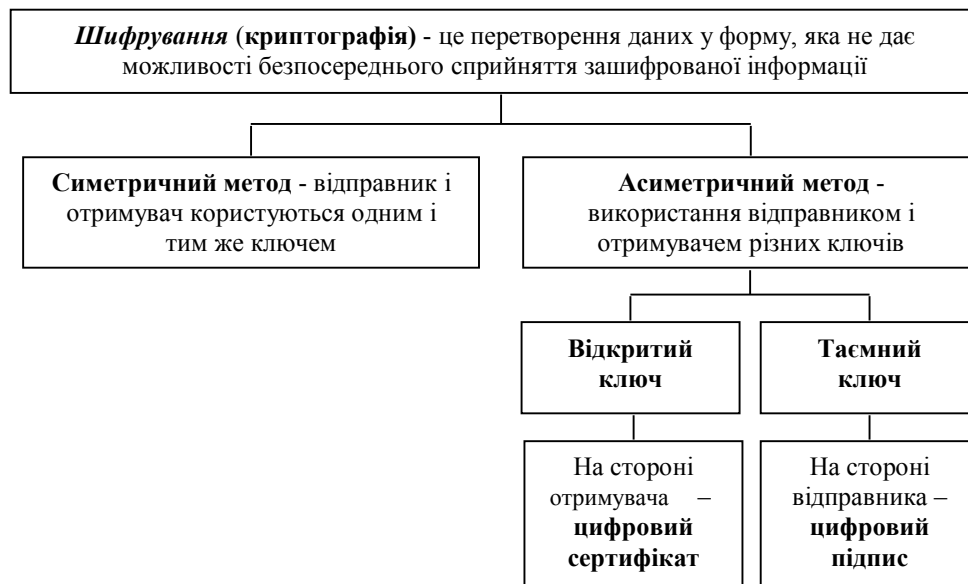 Шифрування (криптографія) - це перетворення даних у форму, яка не дає
можливості безпосереднього сприйняття зашифрованої інформації
Симетричний метод - відправник і
отримувач користуються одним і
тим же ключем
Асиметричний метод -
використання відправником і
отримувачем різних ключів
Відкритий
ключ
Таємний
ключ
На стороні
отримувача –
цифровий
сертифікат
На стороні
відправника –
цифровий
підпис